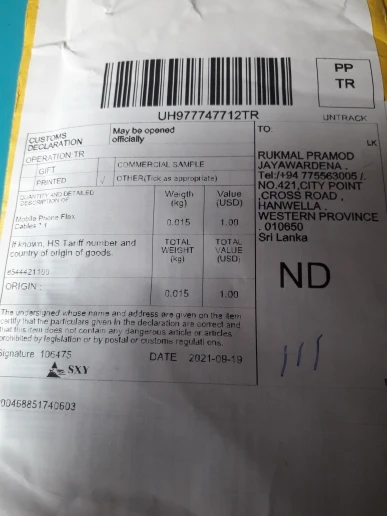 PP
TR
UH977747712TR
UNTRACK
CUSTOMS
DECLARATION
May be opened
officially
TO:
LK
OPERATION TR
GIFT
COMMERCIAL SAMPLE
PRINTED
√ OTHER(Tick as appropriate)
RUKMAL PRAMOD
JAYAWARDENA .
Tel:/+94 775563005 /.
NO.421,CITY POINT
,CROSS ROAD ,
HANWELLA .
WESTERN PROVINCE
. 010650
Sri Lanka
QUANTITY AND DETAILED
DESCRIPTION OF
Weigth
(kg)
Value
(USD)
Mobile Phone Flex
Cables * 1
0.015
1.00
If known, HS Tariff number and
country of origin of goods.
TOTAL
WEIGHT
(kg)
TOTAL
VALUE
(USD)
ORIGIN :
0.015
1.00
ND
The undersigned whose name and address are given on the item
certify that the particulars given in the declaration are correct and
that this item does not contain any dangerous article or articles
prohibited by legislation or by postal or customs regulations.
Signature 106475
DATE 2021-09-19
SXY
00468851740603